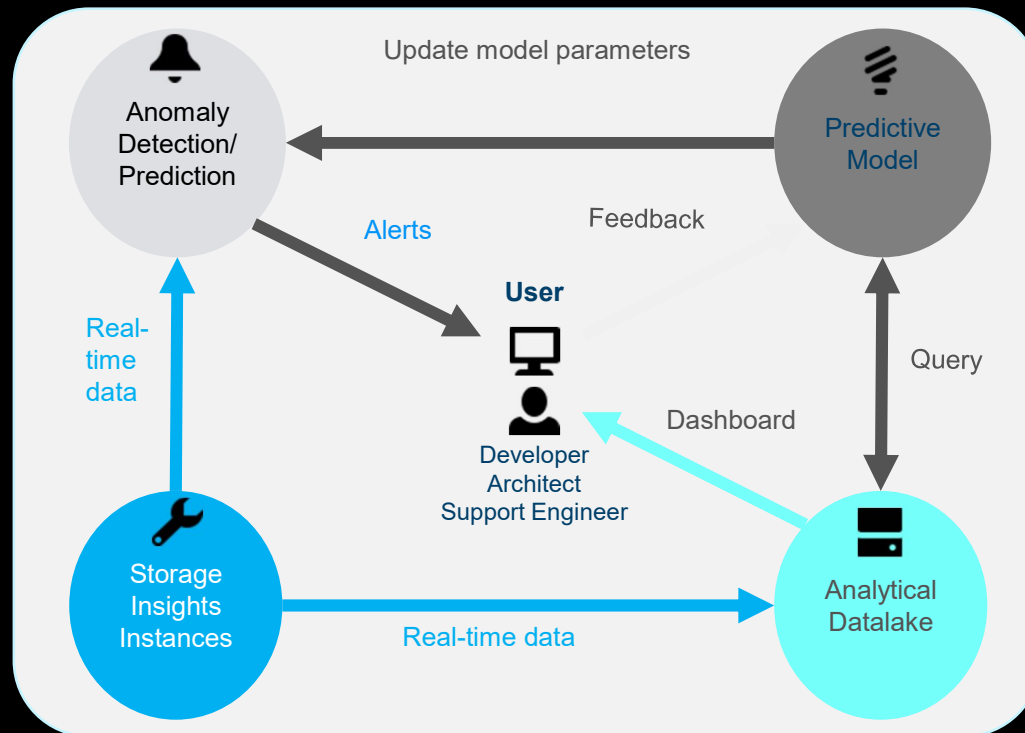 Update model parameters
Anomaly
Detection/
Prediction
Predictive
Model
Alerts
Feedback
User
Real-
time
data
Query
Dashboard
Developer
Architect
Support Engineer
Storage
Insights
Instances
Analytical
Datalake
Real-time data